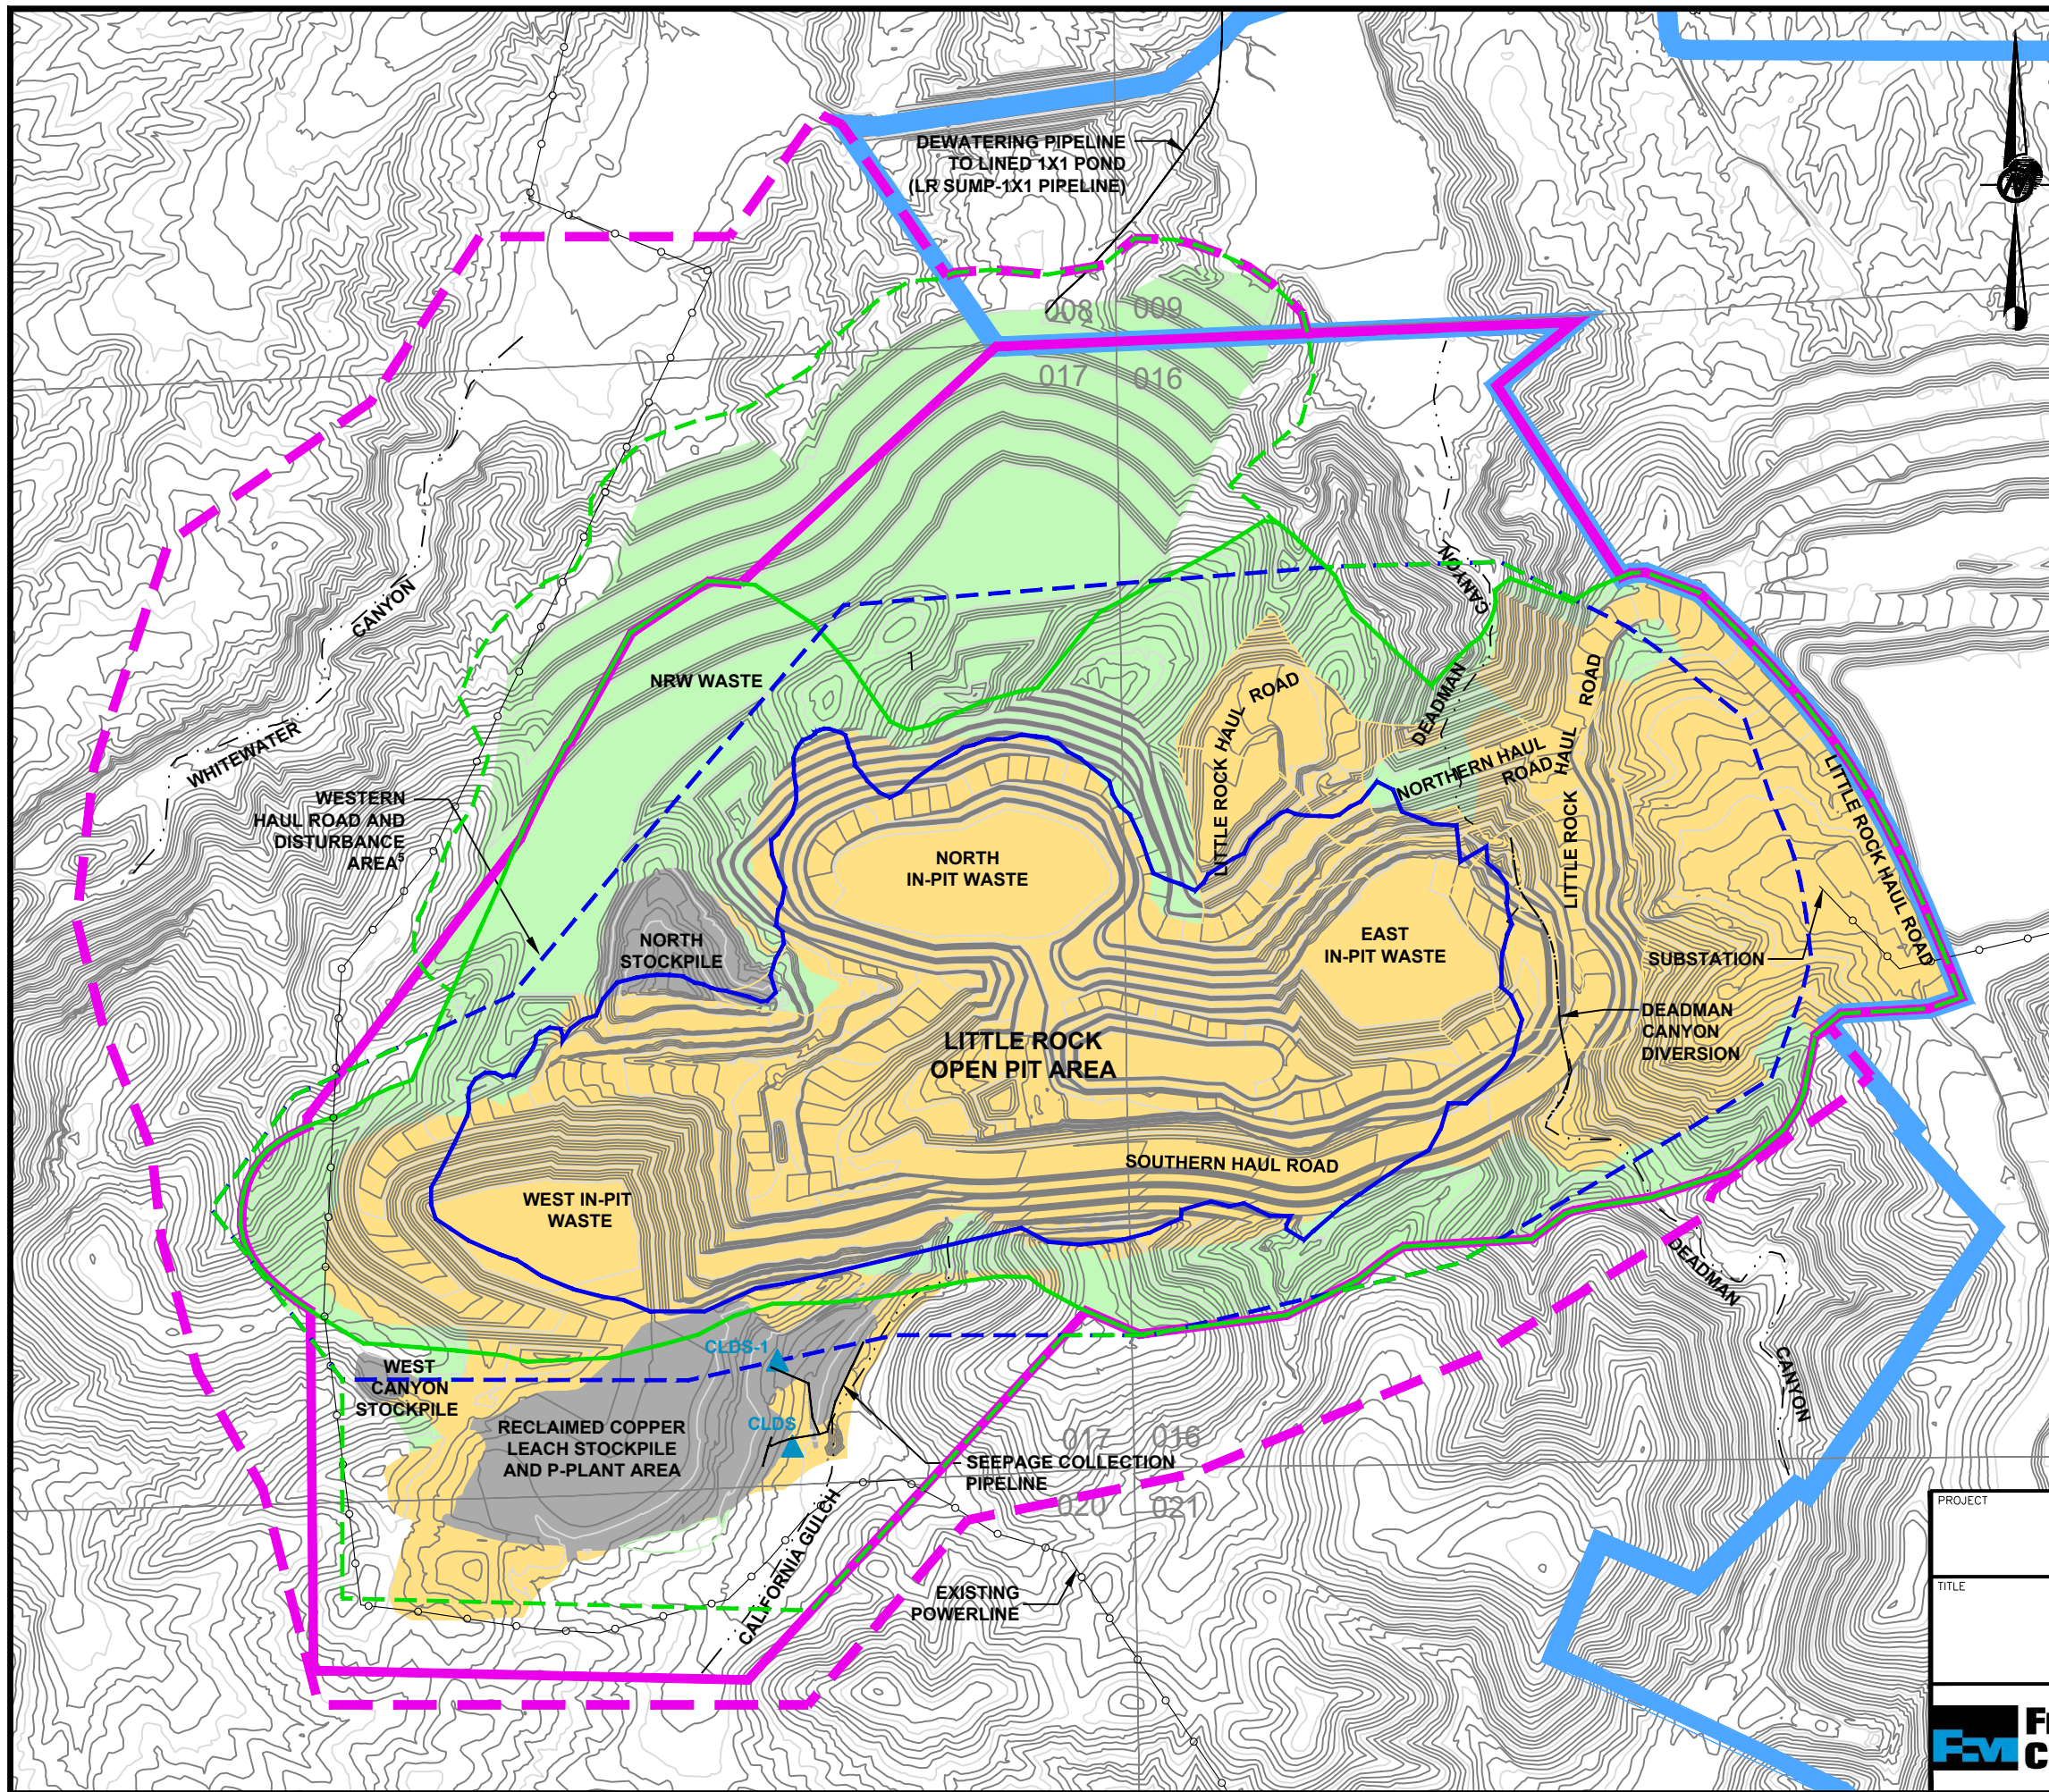 DEWATERING PIPELINE
TO LINED 1X1 POND
(LR SUMP-1X1 PIPELINE)
008
009
017
016
CANYON
WHITEWATER
CANYON
DEADMAN
NRW WASTE
LITTLE ROCK HAUL ROAD
NORTHERN HAUL
ROAD
LITTLE ROCK HAUL ROAD
LITTLE ROCK HAUL ROAD
WESTERN
HAUL ROAD AND
DISTURBANCE
AREA⁵
NORTH
IN-PIT WASTE
NORTH
STOCKPILE
EAST
IN-PIT WASTE
SUBSTATION
LITTLE ROCK
OPEN PIT AREA
DEADMAN
CANYON
DIVERSION
SOUTHERN HAUL ROAD
WEST IN-PIT
WASTE
DEADMAN
CANYON
CLDS-1
WEST
CANYON
STOCKPILE
CLDS
RECLAIMED COPPER
LEACH STOCKPILE
AND P-PLANT AREA
017
016
SEEPAGE COLLECTION
PIPELINE
020
021
CALIFORNIA GULCH
EXISTING
POWERLINE
PROJECT
TITLE